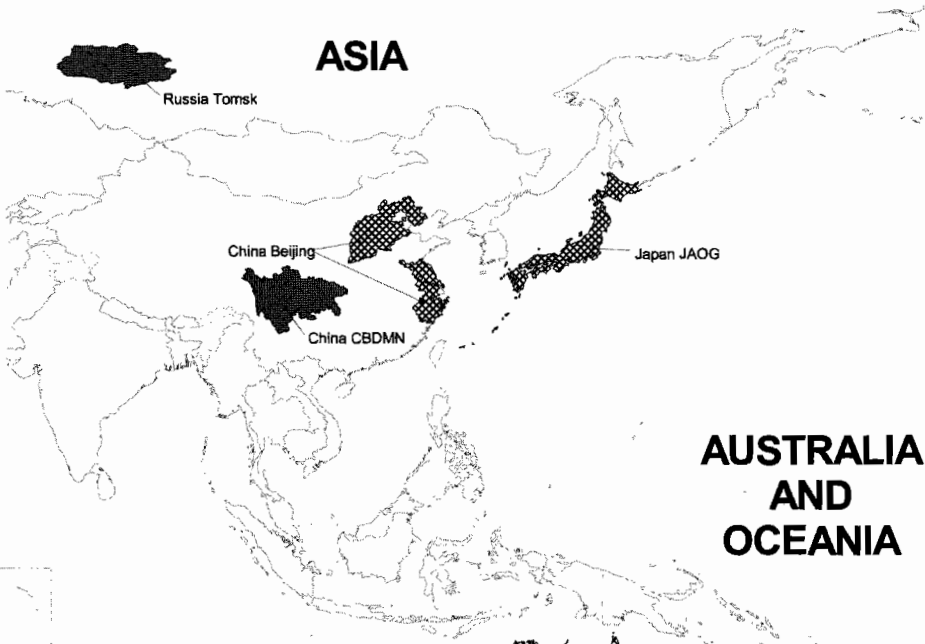 ASIA
Russia Tomsk
China Beijing
Japan JAOG
China CBDMN
AUSTRALIA
AND
OCEANIA